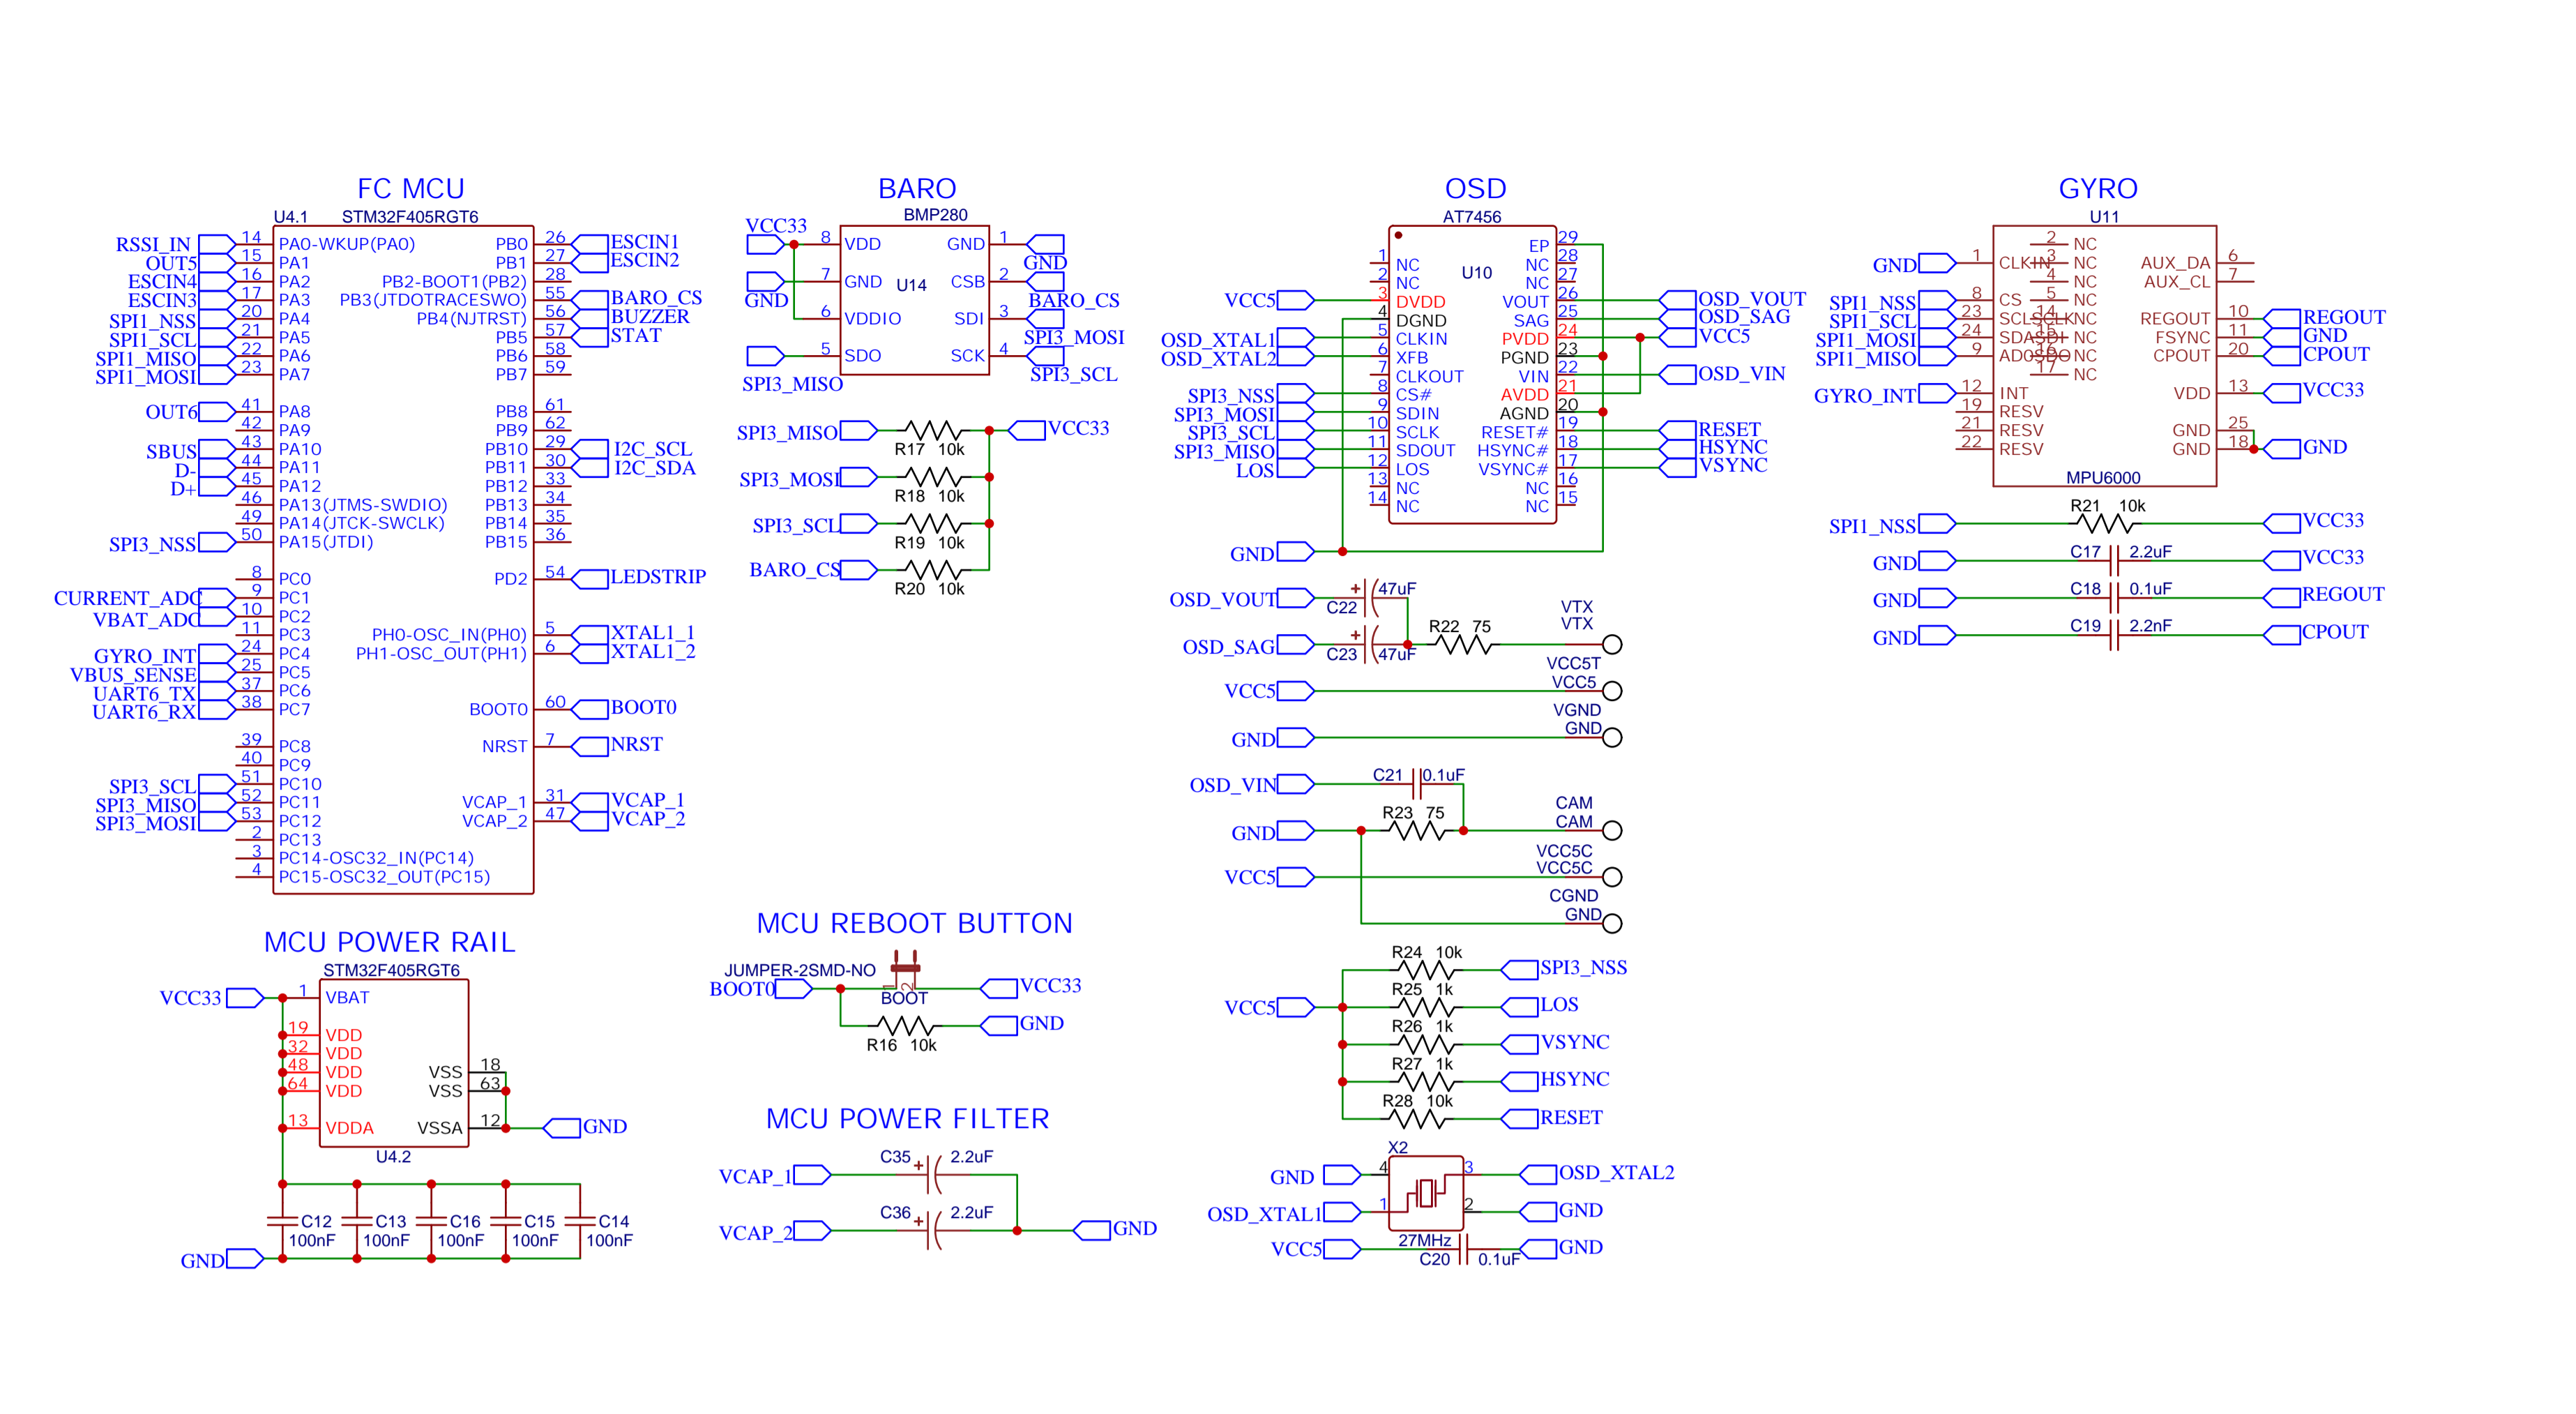 FC MCU
U4.1 STM32F405RGT6
RSSI_IN 14 PA0-WKUP(PA0) PB0 26 ESCIN1
OUT5 15 PA1 PB1 27 ESCIN2
ESCIN4 16 PA2 PB2-BOOT1(PB2) 28
ESCIN3 17 PA3 PB3(JTDOTRACESWO) 55 BARO_CS
SPI1_NSS 20 PA4 PB4(NJTRST) 56 BUZZER
SPI1_SCL 21 PA5 PB5 57 STAT
SPI1_MISO 22 PA6 PB6 58
SPI1_MOSI 23 PA7 PB7 59
OUT6 41 PA8 PB8 61
42 PA9 PB9 62
SBUS 43 PA10 PB10 29 I2C_SCL
D- 44 PA11 PB11 30 I2C_SDA
D+ 45 PA12 PB12 33
46 PA13(JTMS-SWDIO) PB13 34
49 PA14(JTCK-SWCLK) PB14 35
SPI3_NSS 50 PA15(JTDI) PB15 36
8 PC0 PD2 54 LEDSTRIP
CURRENT_ADC 9 PC1
VBAT_ADC 10 PC2
11 PC3 PH0-OSC_IN(PH0) 5 XTAL1_1
GYRO_INT 24 PC4 PH1-OSC_OUT(PH1) 6 XTAL1_2
VBUS_SENSE 25 PC5
UART6_TX 37 PC6
UART6_RX 38 PC7 BOOT0 60 BOOT0
39 PC8 NRST 7 NRST
40 PC9
SPI3_SCL 51 PC10
SPI3_MISO 52 PC11 VCAP_1 31 VCAP_1
SPI3_MOSI 53 PC12 VCAP_2 47 VCAP_2
2 PC13
3 PC14-OSC32_IN(PC14)
4 PC15-OSC32_OUT(PC15)
MCU POWER RAIL
STM32F405RGT6
VCC33 1 VBAT
19 VDD
32 VDD
48 VDD VSS 18
64 VDD VSS 63
13 VDDA VSSA 12 GND
U4.2
C12 C13 C16 C15 C14
100nF 100nF 100nF 100nF 100nF
GND
BARO
BMP280
VCC33 8 VDD GND 1 GND
GND 7 GND U14 CSB 2 BARO_CS
6 VDDIO SDI 3 SPI3_MOSI
SPI3_MISO 5 SDO SCK 4 SPI3_SCL
SPI3_MISO R17 10k VCC33
SPI3_MOSI R18 10k
SPI3_SCL R19 10k
BARO_CS R20 10k
MCU REBOOT BUTTON
JUMPER-2SMD-NO
BOOT0 1 2 VCC33
BOOT
GND
R16 10k
MCU POWER FILTER
VCAP_1 C35 + 2.2uF
VCAP_2 C36 + 2.2uF GND
OSD
AT7456
EP 29
1 NC U10 NC 28
2 NC NC 27
VCC5 3 DVDD VOUT 26 OSD_VOUT
4 DGND SAG 25 OSD_SAG
OSD_XTAL1 5 CLKIN PVDD 24 VCC5
OSD_XTAL2 6 XFB PGND 23
7 CLKOUT VIN 22 OSD_VIN
SPI3_NSS 8 CS# AVDD 21
SPI3_MOSI 9 SDIN AGND 20
SPI3_SCL 10 SCLK RESET# 19 RESET
SPI3_MISO 11 SDOUT HSYNC# 18 HSYNC
LOS 12 LOS VSYNC# 17 VSYNC
13 NC NC 16
14 NC NC 15
GND
OSD_VOUT + C22 47uF
VTX
VTX
OSD_SAG + C23 47uF R22 75
VCC5T
VCC5 VCC5
VGND
GND GND
OSD_VIN C21 0.1uF
CAM
GND R23 75 CAM
VCC5C
VCC5 VCC5C
CGND
GND
R24 10k SPI3_NSS
VCC5 R25 1k LOS
R26 1k VSYNC
R27 1k HSYNC
R28 10k RESET
X2
GND 4 3 OSD_XTAL2
OSD_XTAL1 1 2 GND
27MHz
VCC5 C20 0.1uF GND
GYRO
U11
2 NC
GND 1 CLKIN 3 NC AUX_DA 6
4 NC AUX_CL 7
SPI1_NSS 8 CS 5 NC
SPI1_SCL 23 SCLSCLK 14 NC REGOUT 10 REGOUT
SPI1_MOSI 24 SDASDI 15 NC FSYNC 11 GND
SPI1_MISO 9 AD0SDO 16 NC CPOUT 20 CPOUT
17 NC
GYRO_INT 12 INT VDD 13 VCC33
19 RESV
21 RESV GND 25
22 RESV GND 18 GND
MPU6000
SPI1_NSS R21 10k VCC33
GND C17 2.2uF VCC33
GND C18 0.1uF REGOUT
GND C19 2.2nF CPOUT